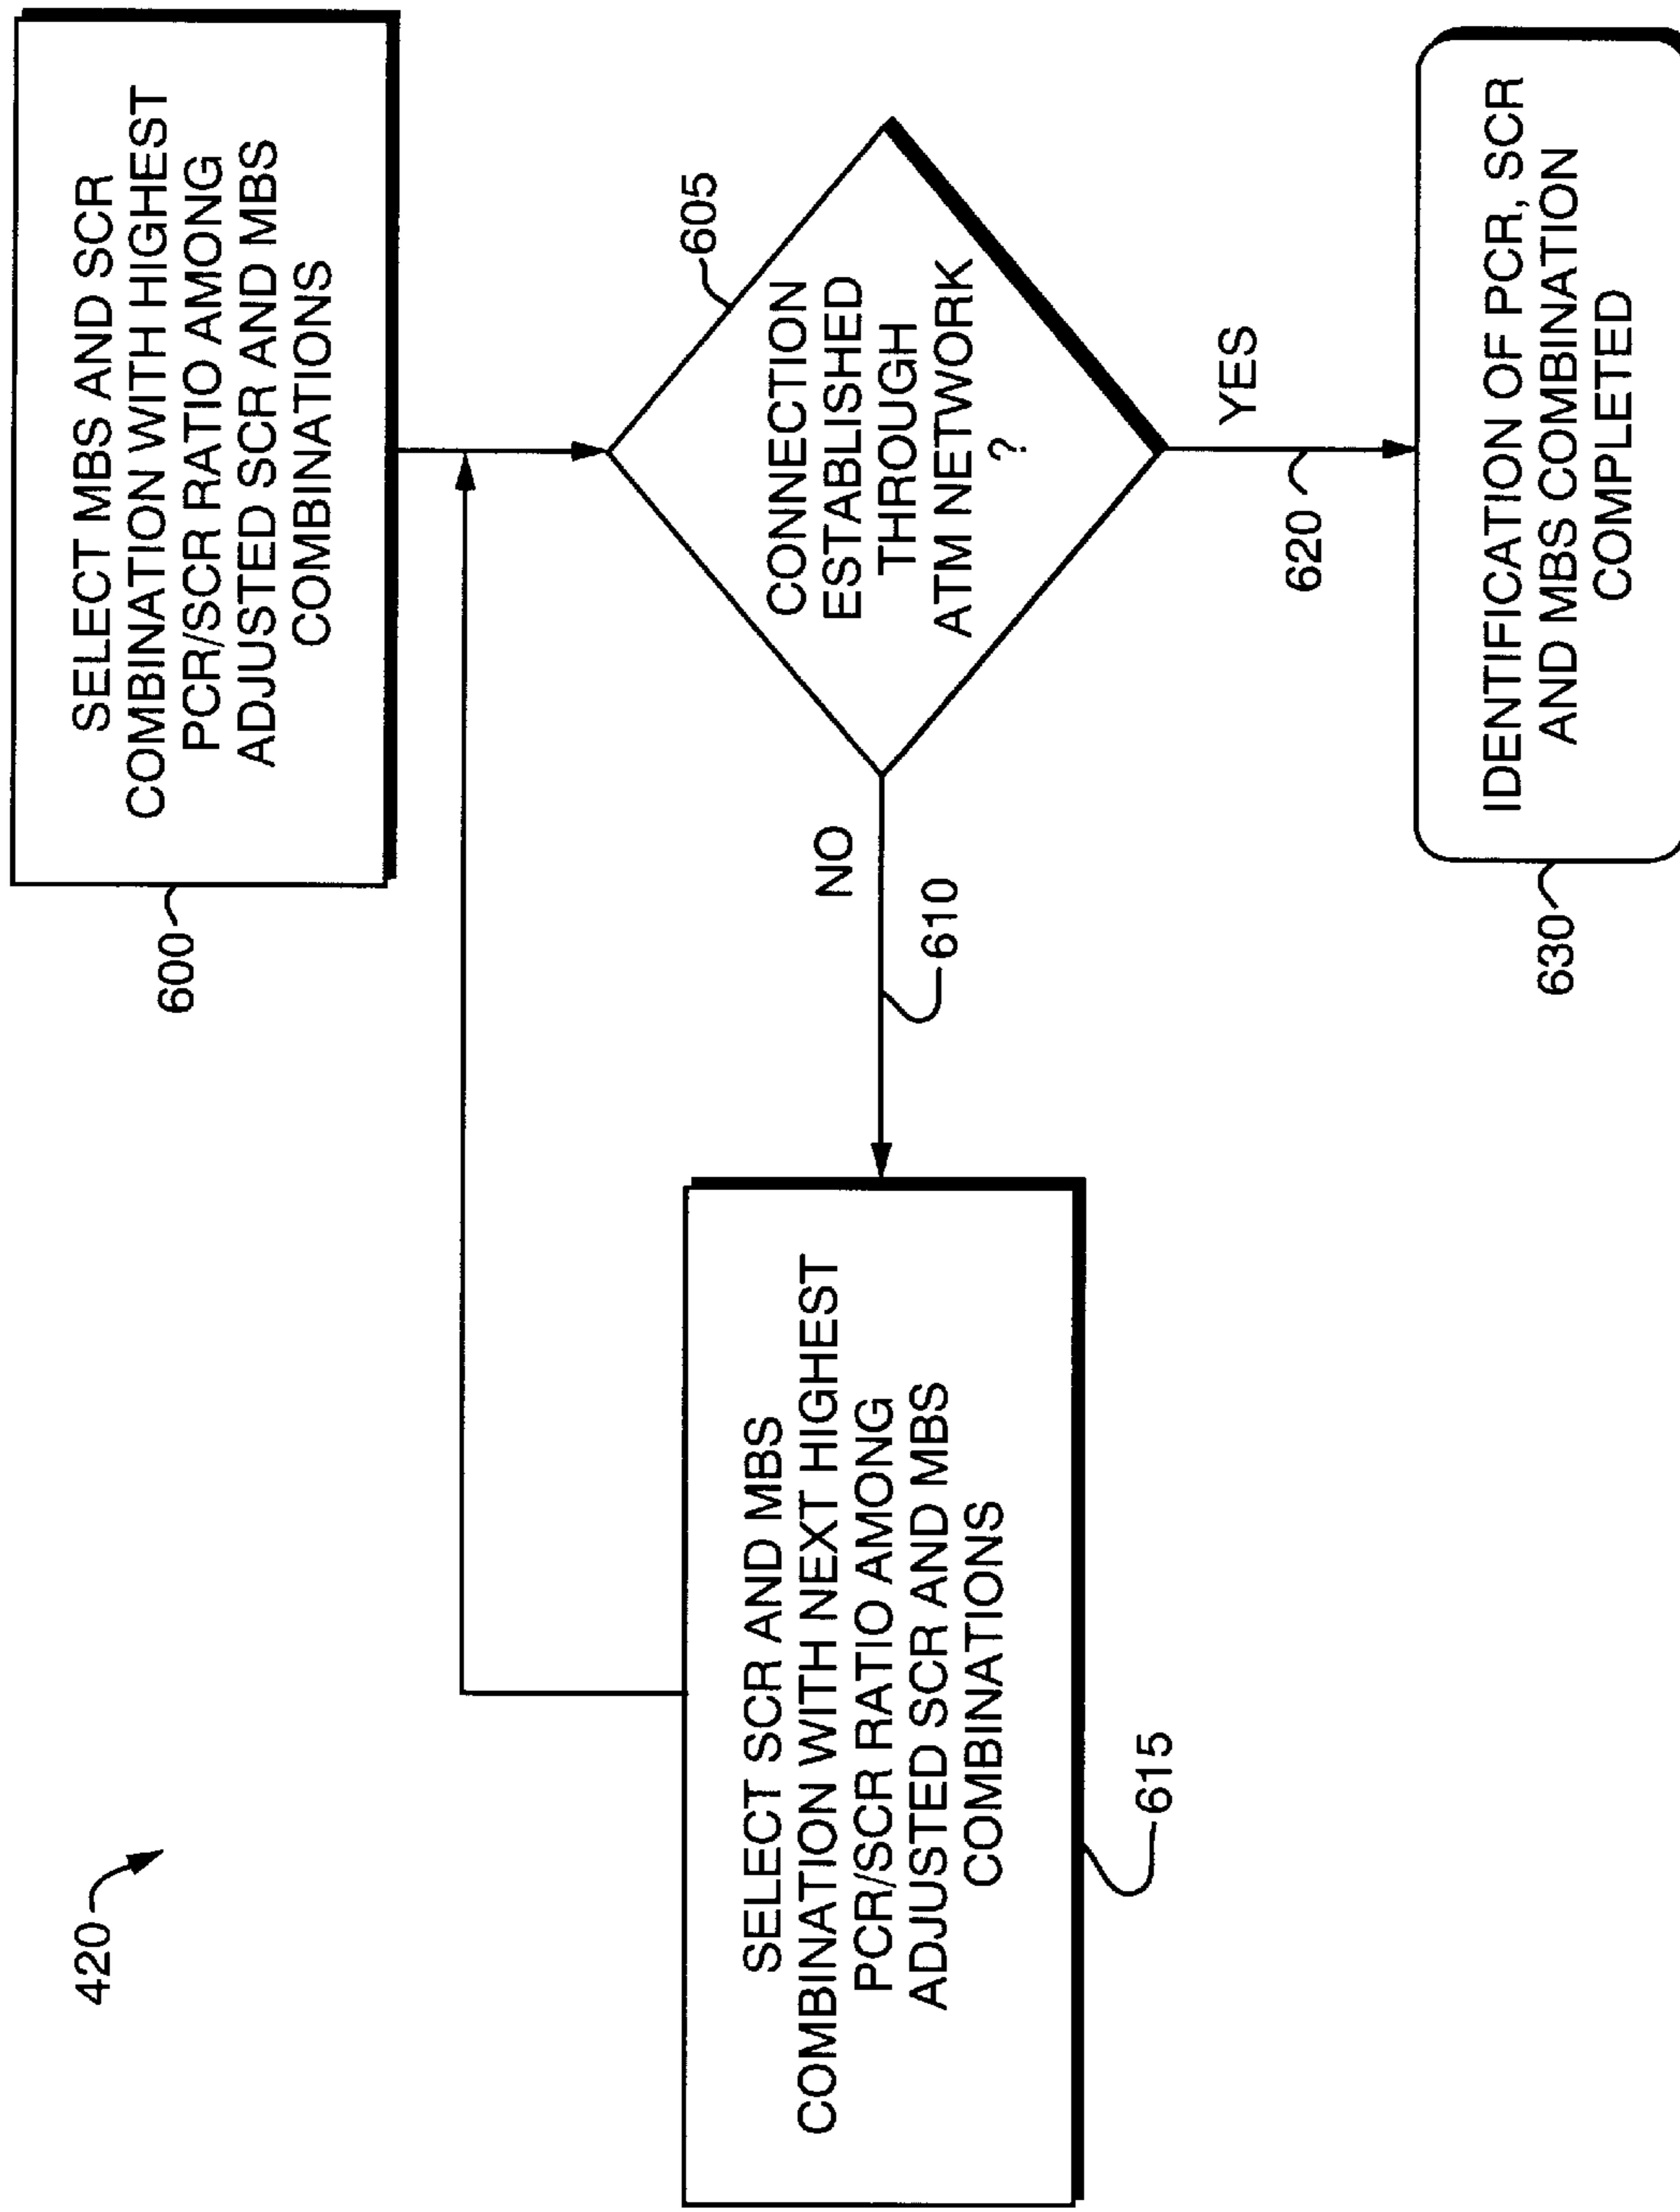 420
SELECT MBS AND SCR
COMBINATION WITH HIGHEST
PCR/SCR RATIO AMONG
ADJUSTED SCR AND MBS
COMBINATIONS
600
CONNECTION
ESTABLISHED
THROUGH
ATM NETWORK
?
605
NO
610
SELECT SCR AND MBS
COMBINATION WITH NEXT HIGHEST
PCR/SCR RATIO AMONG
ADJUSTED SCR AND MBS
COMBINATIONS
615
YES
620
IDENTIFICATION OF PCR, SCR
AND MBS COMBINATION
COMPLETED
630